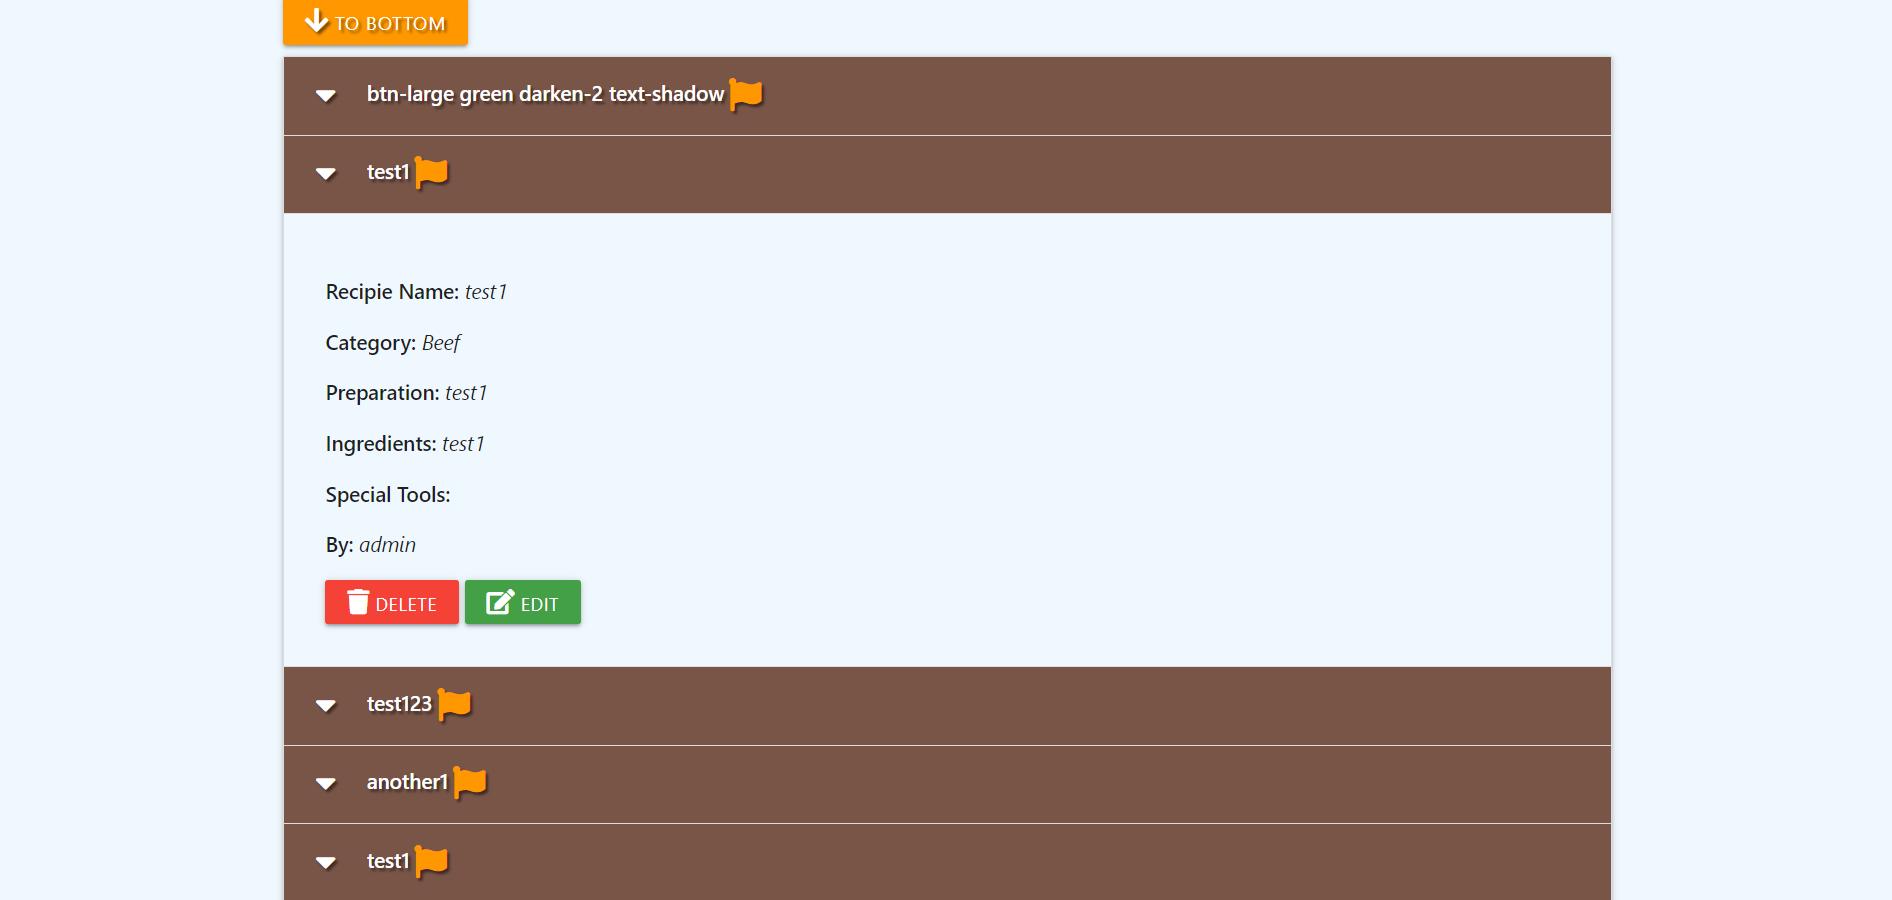 TO BOTTOM
btn-large green darken-2 text-shadow
test1
Recipie Name: test1
Category: Beef
Preparation: test1
Ingredients: test1
Special Tools:
By: admin
DELETE EDIT
test123
another1
test1